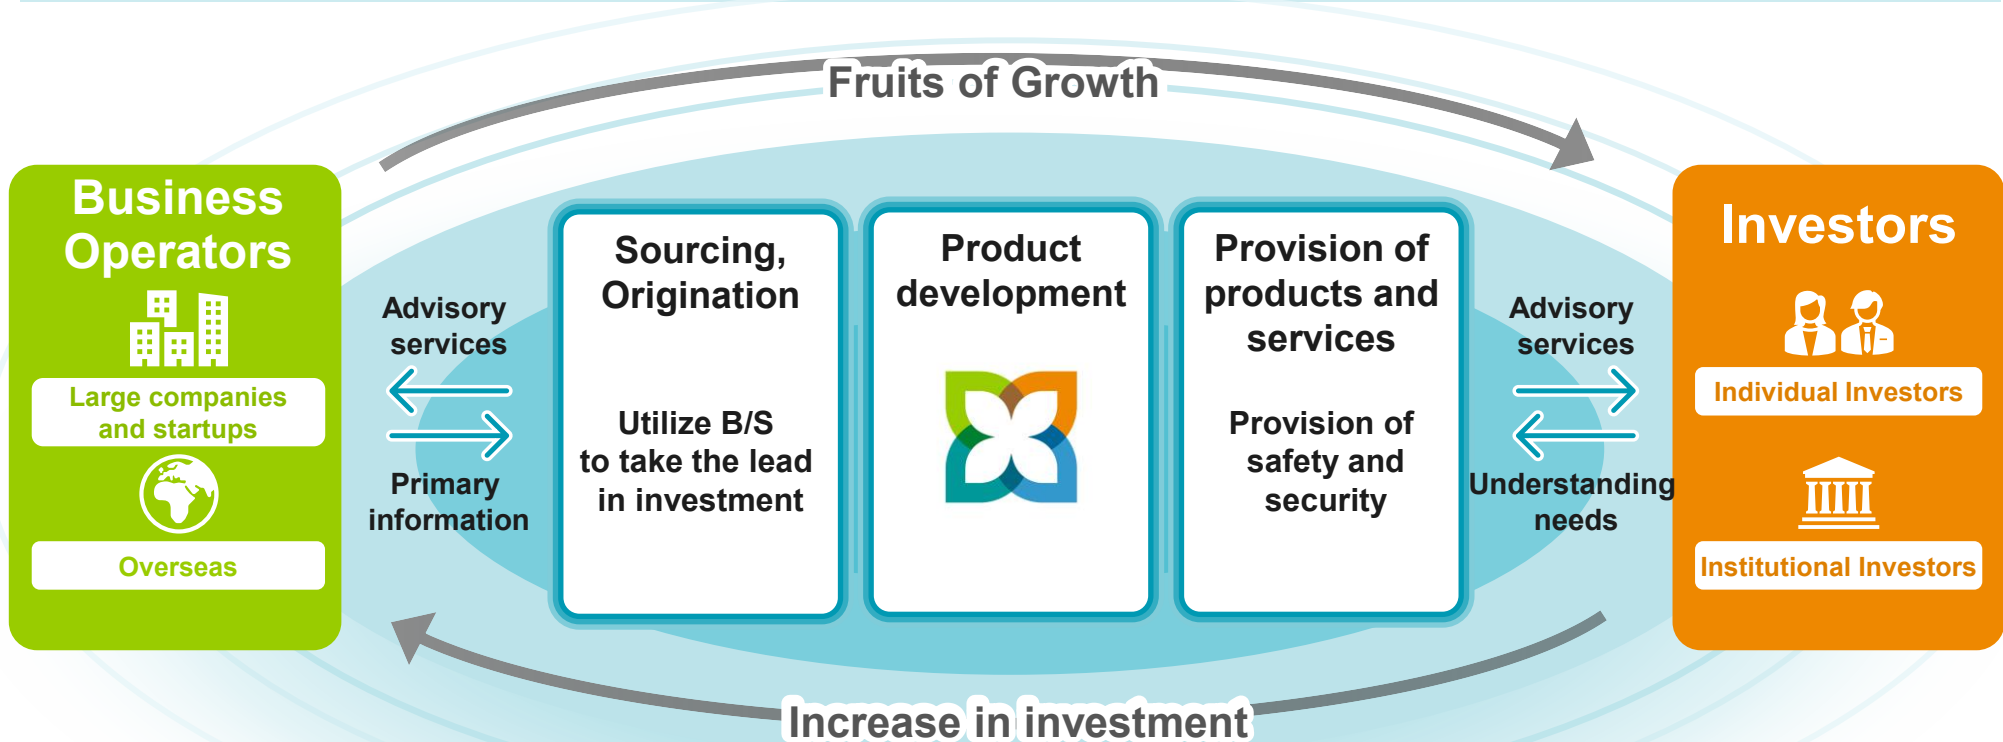 Fruits of Growth
Business
Operators
Large companies
and startups
Overseas
Advisory
services
Primary
information
Sourcing,
Origination
Utilize B/S
to take the lead
in investment
Product
development
Provision of
products and
services
Provision of
safety and
security
Advisory
services
Understanding
needs
Investors
Individual Investors
Institutional Investors
Increase in investment